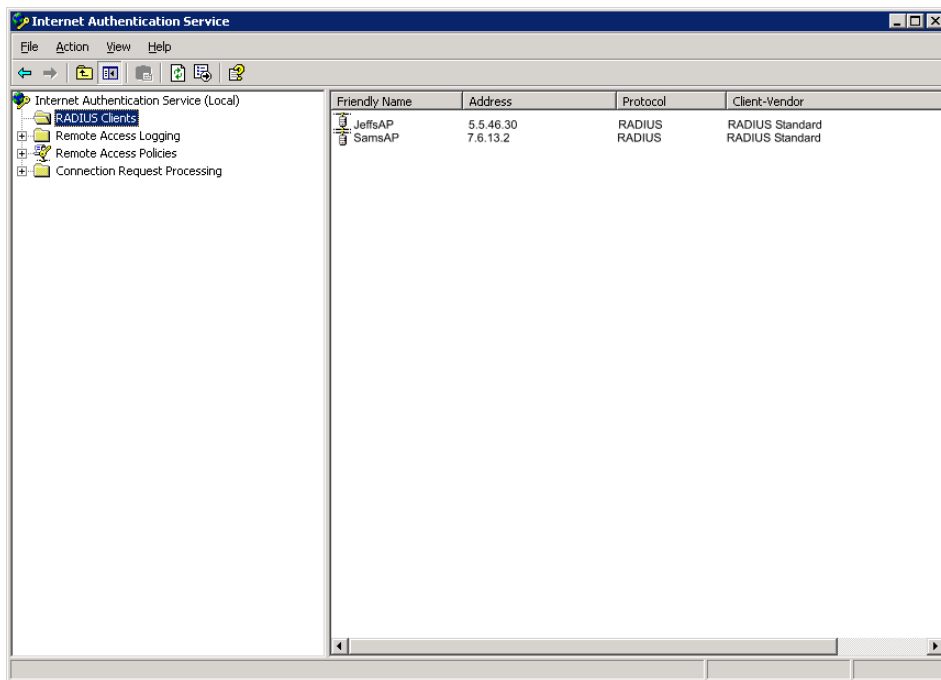 Internet Authentication Service
File Action View Help
Internet Authentication Service (Local)
RADIUS Clients
Remote Access Logging
Remote Access Policies
Connection Request Processing
Friendly Name Address Protocol Client-Vendor
JeffsAP 5.5.46.30 RADIUS RADIUS Standard
SamsAP 7.6.13.2 RADIUS RADIUS Standard